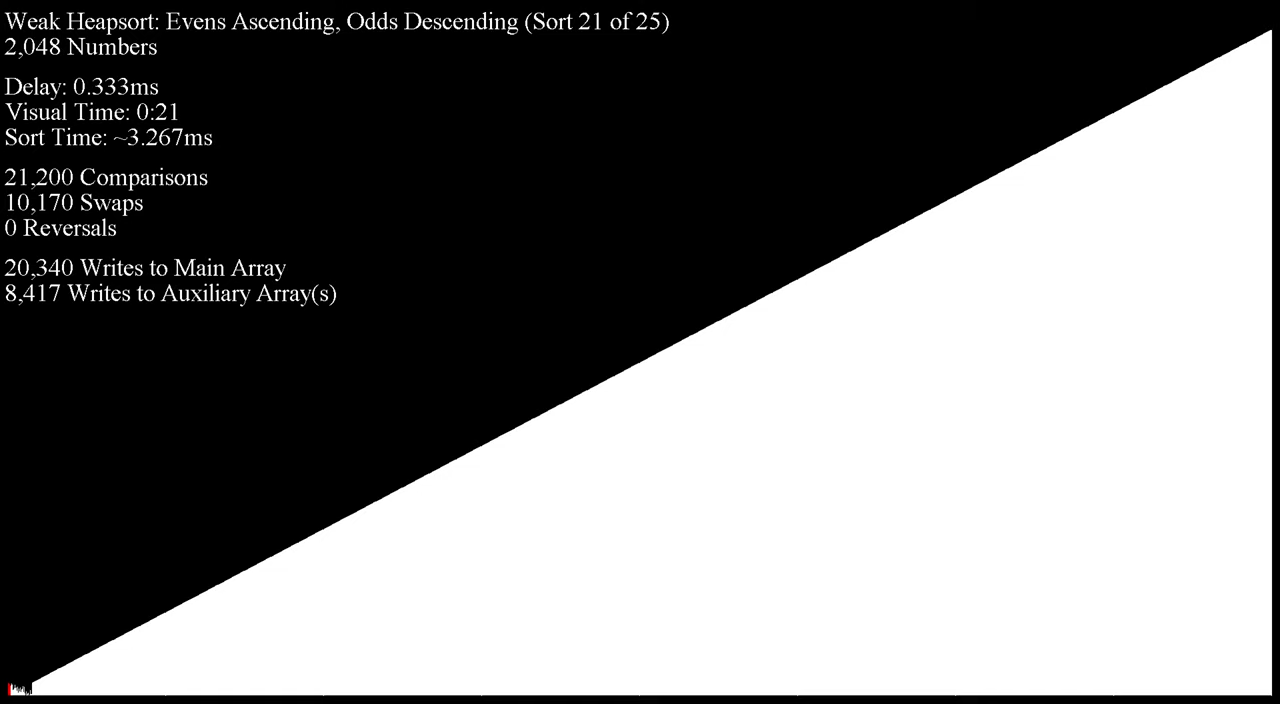 Weak Heapsort: Evens Ascending, Odds Descending (Sort 21 of 25)
2,048 Numbers
Delay: 0.333ms
Visual Time: 0:21
Sort Time: ~3.267ms
21,200 Comparisons
10,170 Swaps
0 Reversals
20,340 Writes to Main Array
8,417 Writes to Auxiliary Array(s)